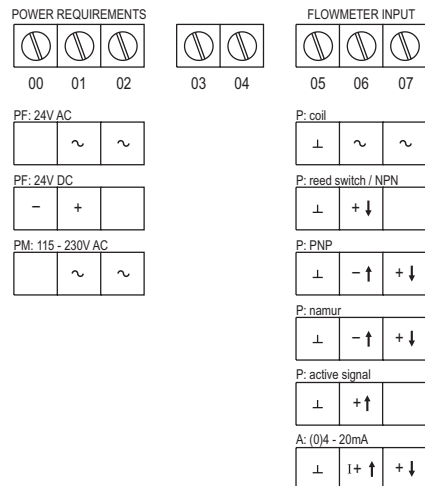 POWER REQUIREMENTS
00 01 02
PF: 24V AC
~ ~
PF: 24V DC
− +
PM: 115 - 230V AC
~ ~
03 04
FLOWMETER INPUT
05 06 07
P: coil
⊥ ~ ~
P: reed switch / NPN
⊥ +⬇
P: PNP
⊥ −⬆ +⬇
P: namur
⊥ −⬆ +⬇
P: active signal
⊥ +⬆
A: (0)4 - 20mA
⊥ I+ ⬆ +⬇